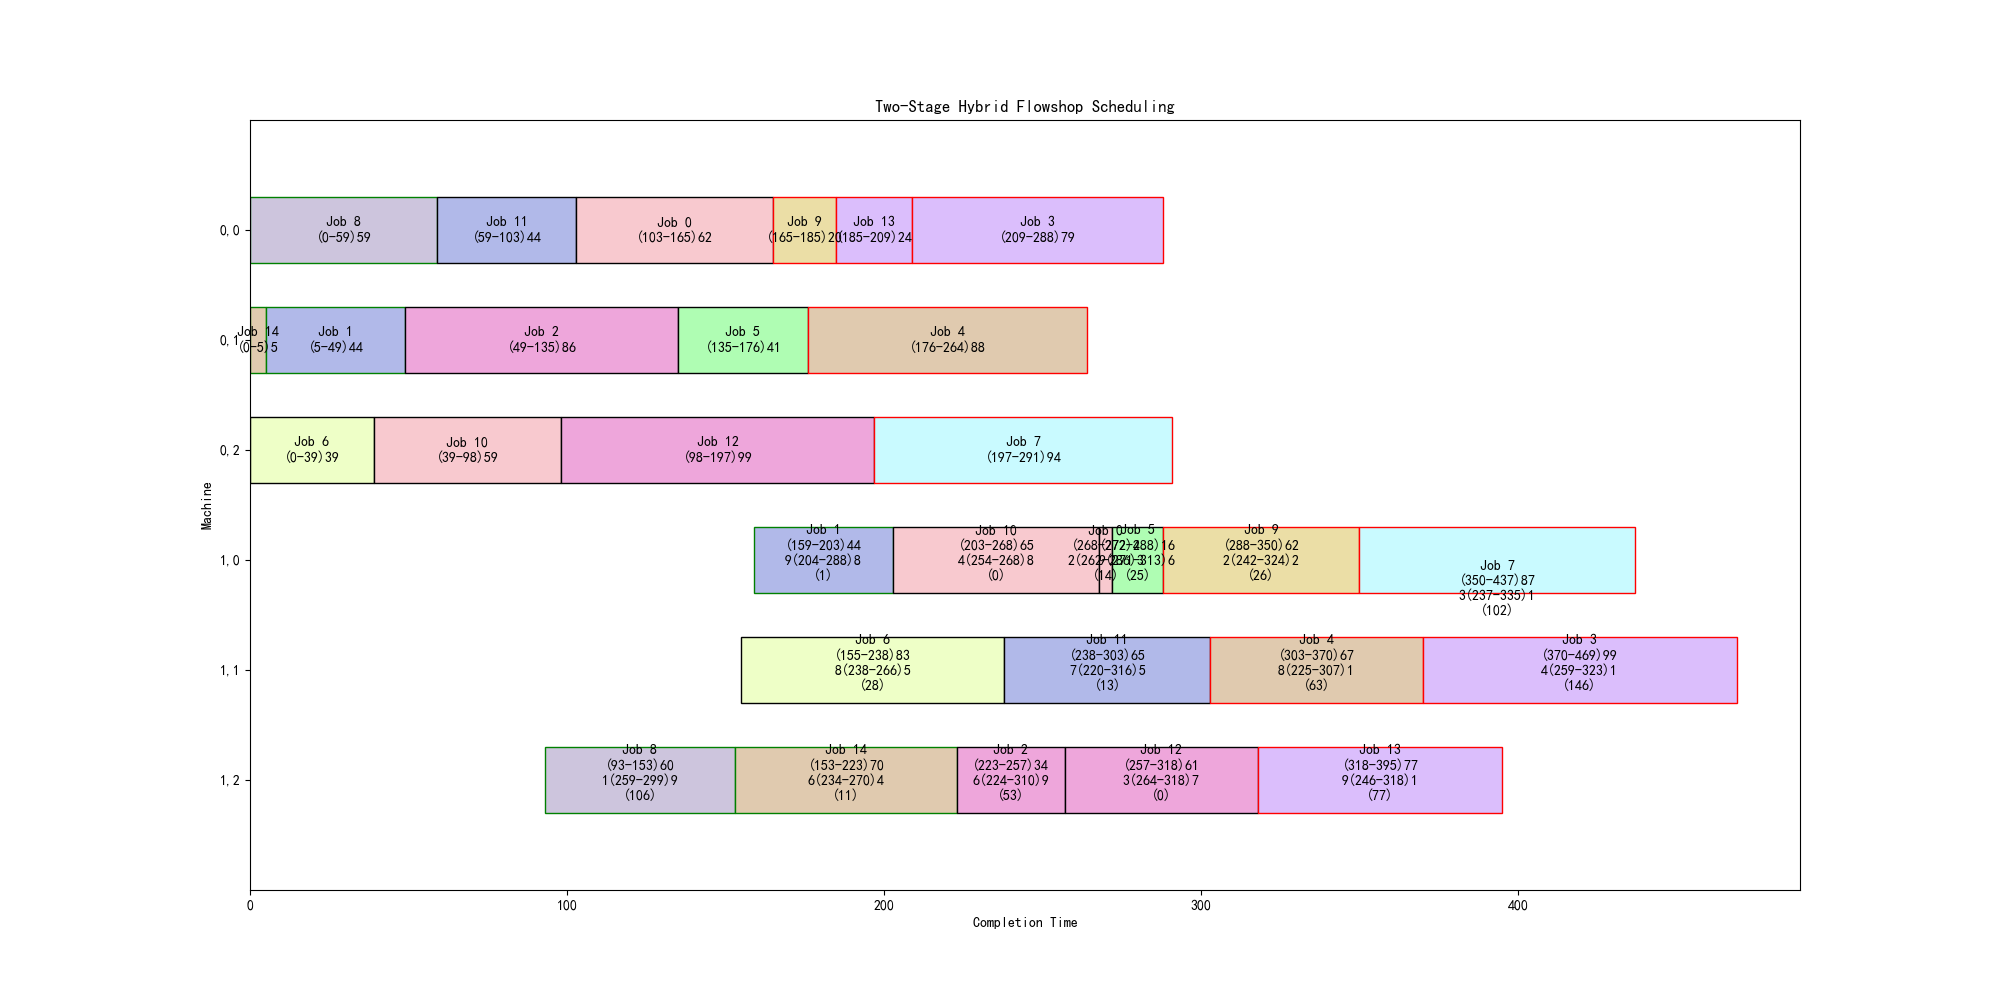 Two-Stage Hybrid Flowshop Scheduling
0,0
Job 8
(0-59)59
Job 11
(59-103)44
Job 0
(103-165)62
Job 9
(165-185)20
Job 13
(185-209)24
Job 3
(209-288)79
0,1
Job 14
(0-5)5
Job 1
(5-49)44
Job 2
(49-135)86
Job 5
(135-176)41
Job 4
(176-264)88
0,2
Job 6
(0-39)39
Job 10
(39-98)59
Job 12
(98-197)99
Job 7
(197-291)94
Machine
1,0
Job 1
(159-203)44
9(204-288)8
(1)
Job 10
(203-268)65
4(254-268)8
(0)
Job 0
(14)
Job 5
(272-288)16
(25)
Job 9
(288-350)62
2(242-324)2
(26)
Job 7
(350-437)87
3(237-335)1
(102)
1,1
Job 6
(155-238)83
8(238-266)5
(28)
Job 11
(238-303)65
7(220-316)5
(13)
Job 4
(303-370)67
8(225-307)1
(63)
Job 3
(370-469)99
4(259-323)1
(146)
1,2
Job 8
(93-153)60
1(259-299)9
(106)
Job 14
(153-223)70
6(234-270)4
(11)
Job 2
(223-257)34
6(224-310)9
(53)
Job 12
(257-318)61
3(264-318)7
(0)
Job 13
(318-395)77
9(246-318)1
(77)
0
100
200
300
400
Completion Time